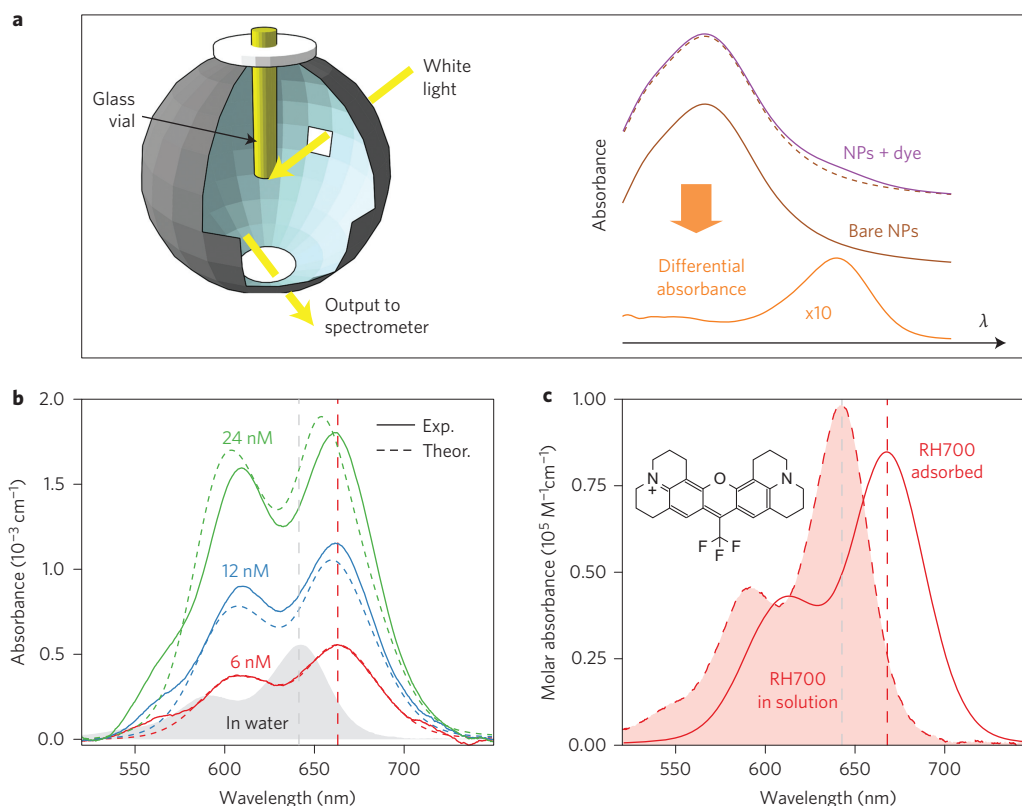 a
White
light
Glass
vial
Output to
spectrometer
Absorbance
NPs + dye
Bare NPs
Differential
absorbance
x10
λ
b
2.0
1.5
1.0
0.5
0.0
Absorbance (10⁻³ cm⁻¹)
24 nM
12 nM
6 nM
Exp.
Theor.
In water
550
600
650
700
Wavelength (nm)
c
1.00
0.75
0.50
0.25
0.00
Molar absorbance (10⁵ M⁻¹cm⁻¹)
RH700
adsorbed
N
+
O
N
F
F
F
RH700
in solution
550
600
650
700
Wavelength (nm)